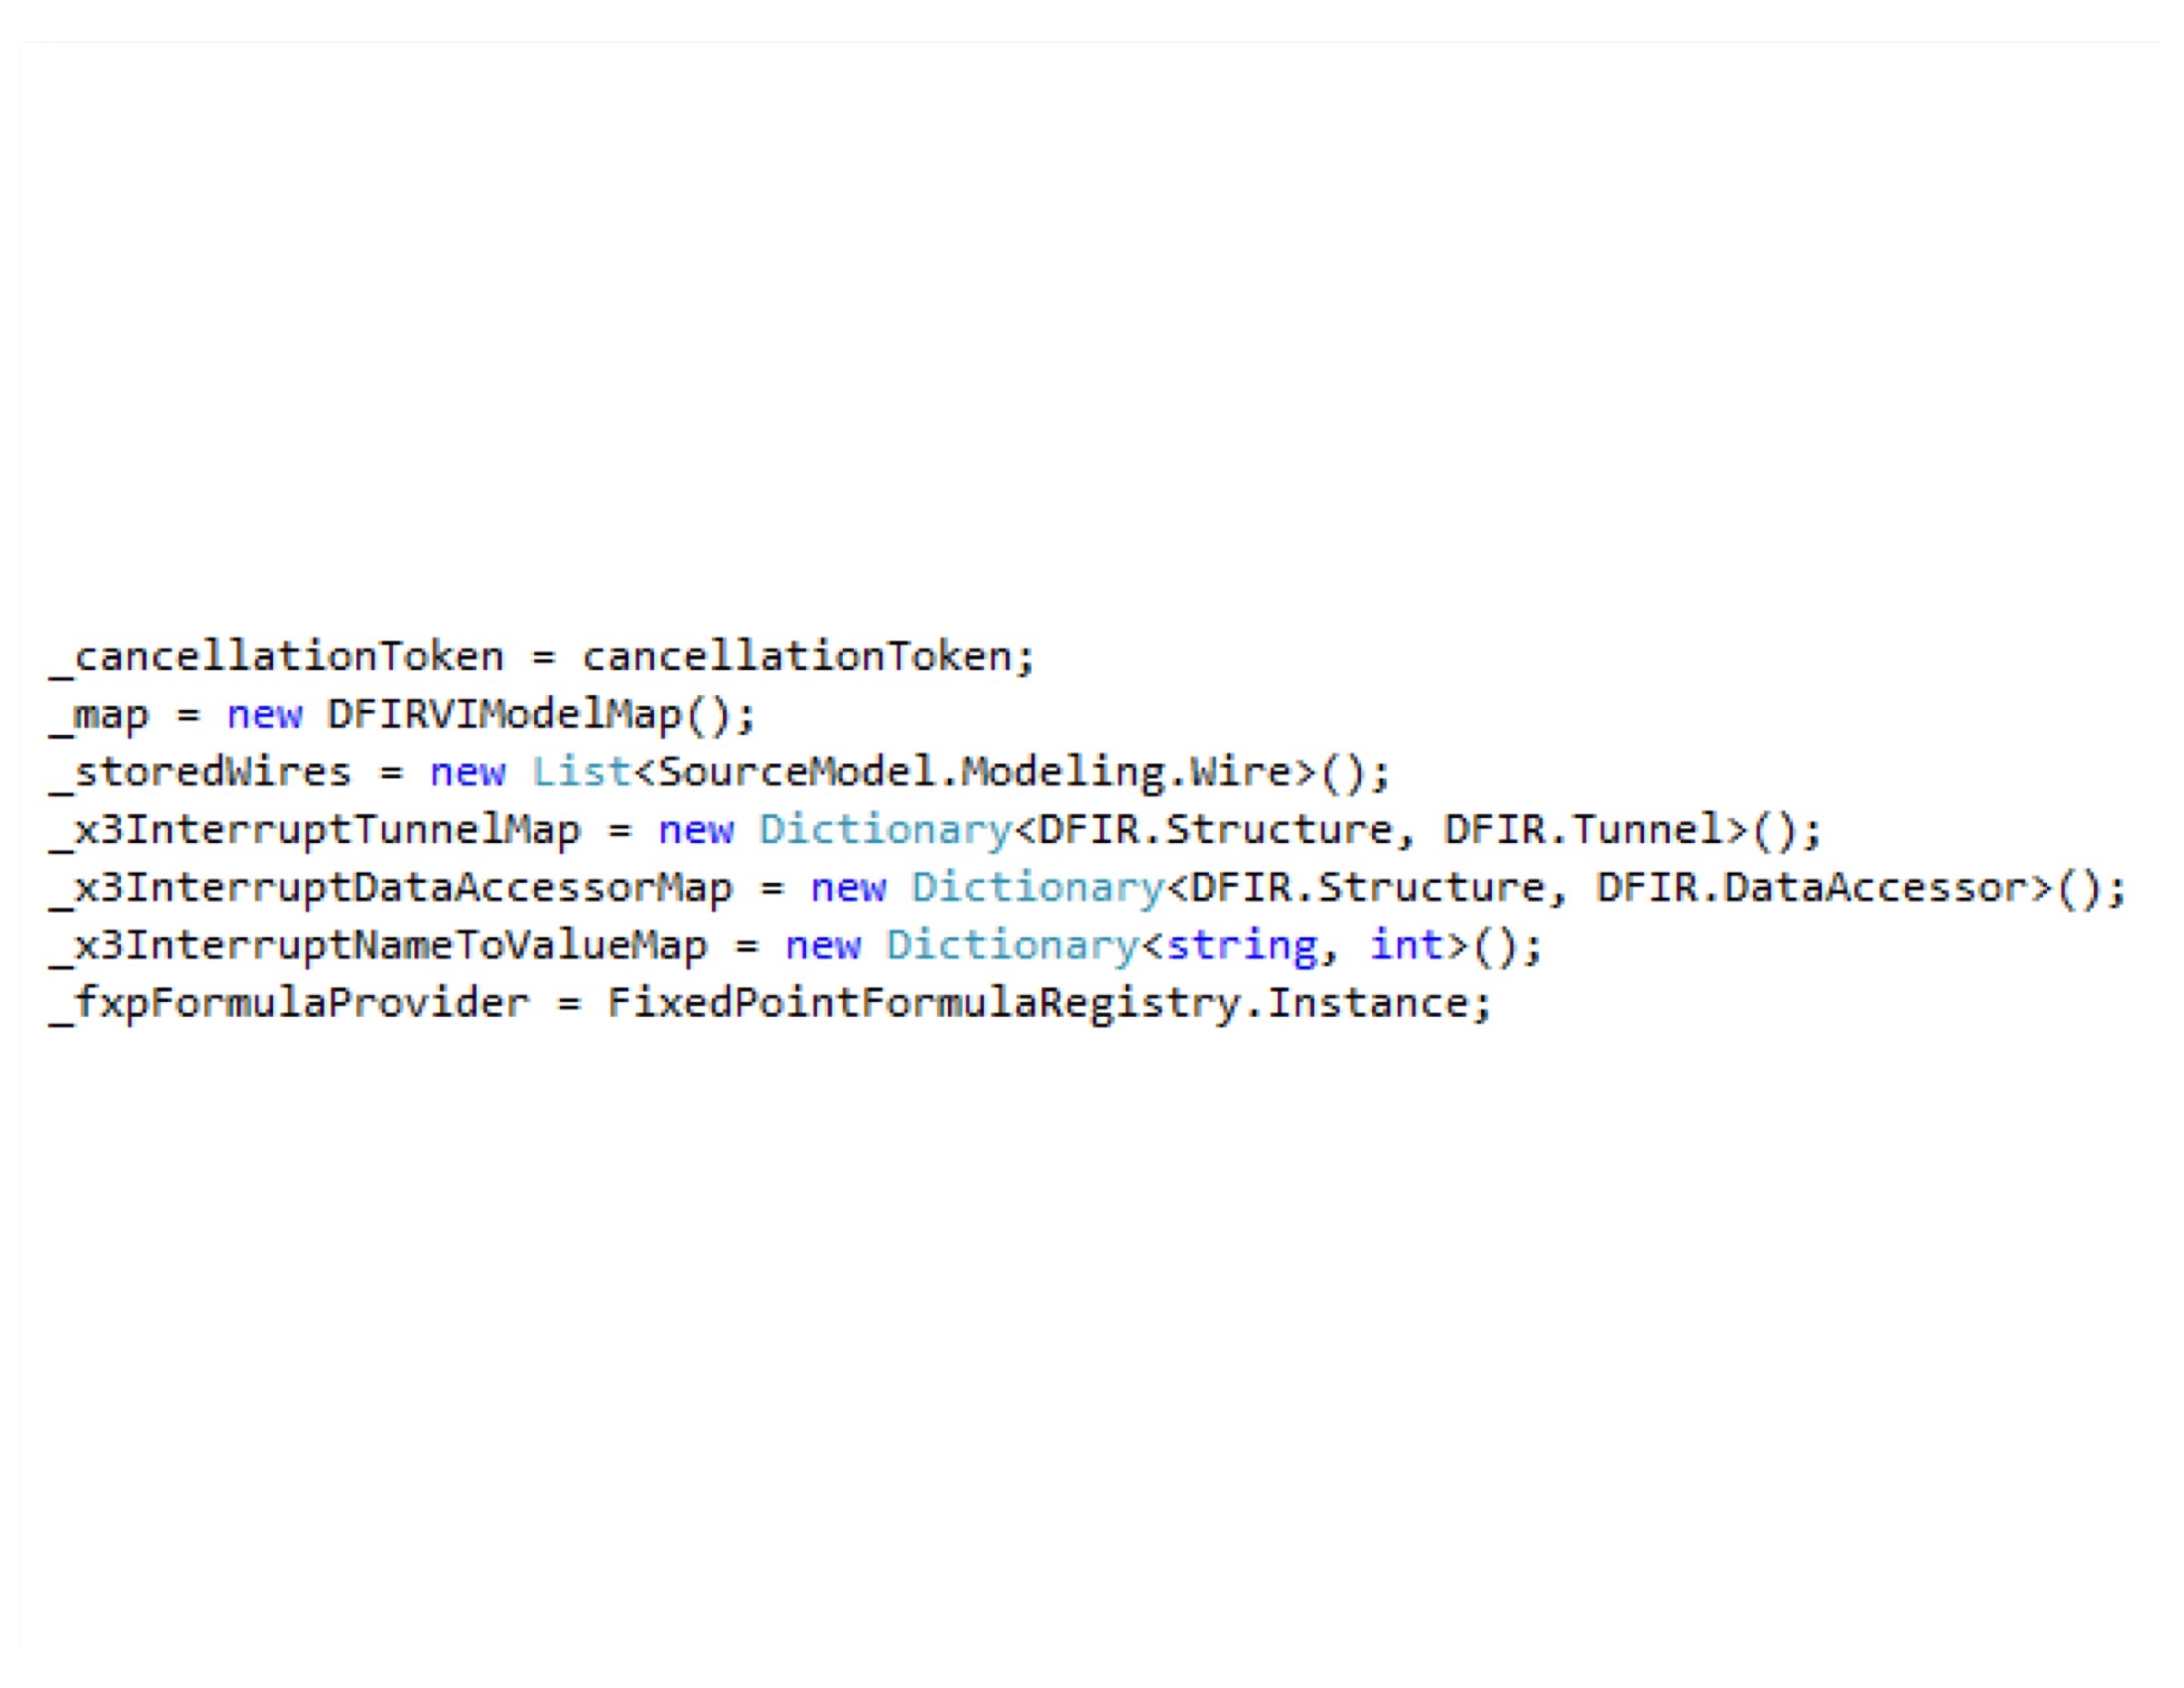 _cancellationToken = cancellationToken;
_map = new DFIRVIModelMap();
_storedWires = new List<SourceModel.Modeling.Wire>();
_x3InterruptTunnelMap = new Dictionary<DFIR.Structure, DFIR.Tunnel>();
_x3InterruptDataAccessorMap = new Dictionary<DFIR.Structure, DFIR.DataAccessor>();
_x3InterruptNameToValueMap = new Dictionary<string, int>();
_fxpFormulaProvider = FixedPointFormulaRegistry.Instance;